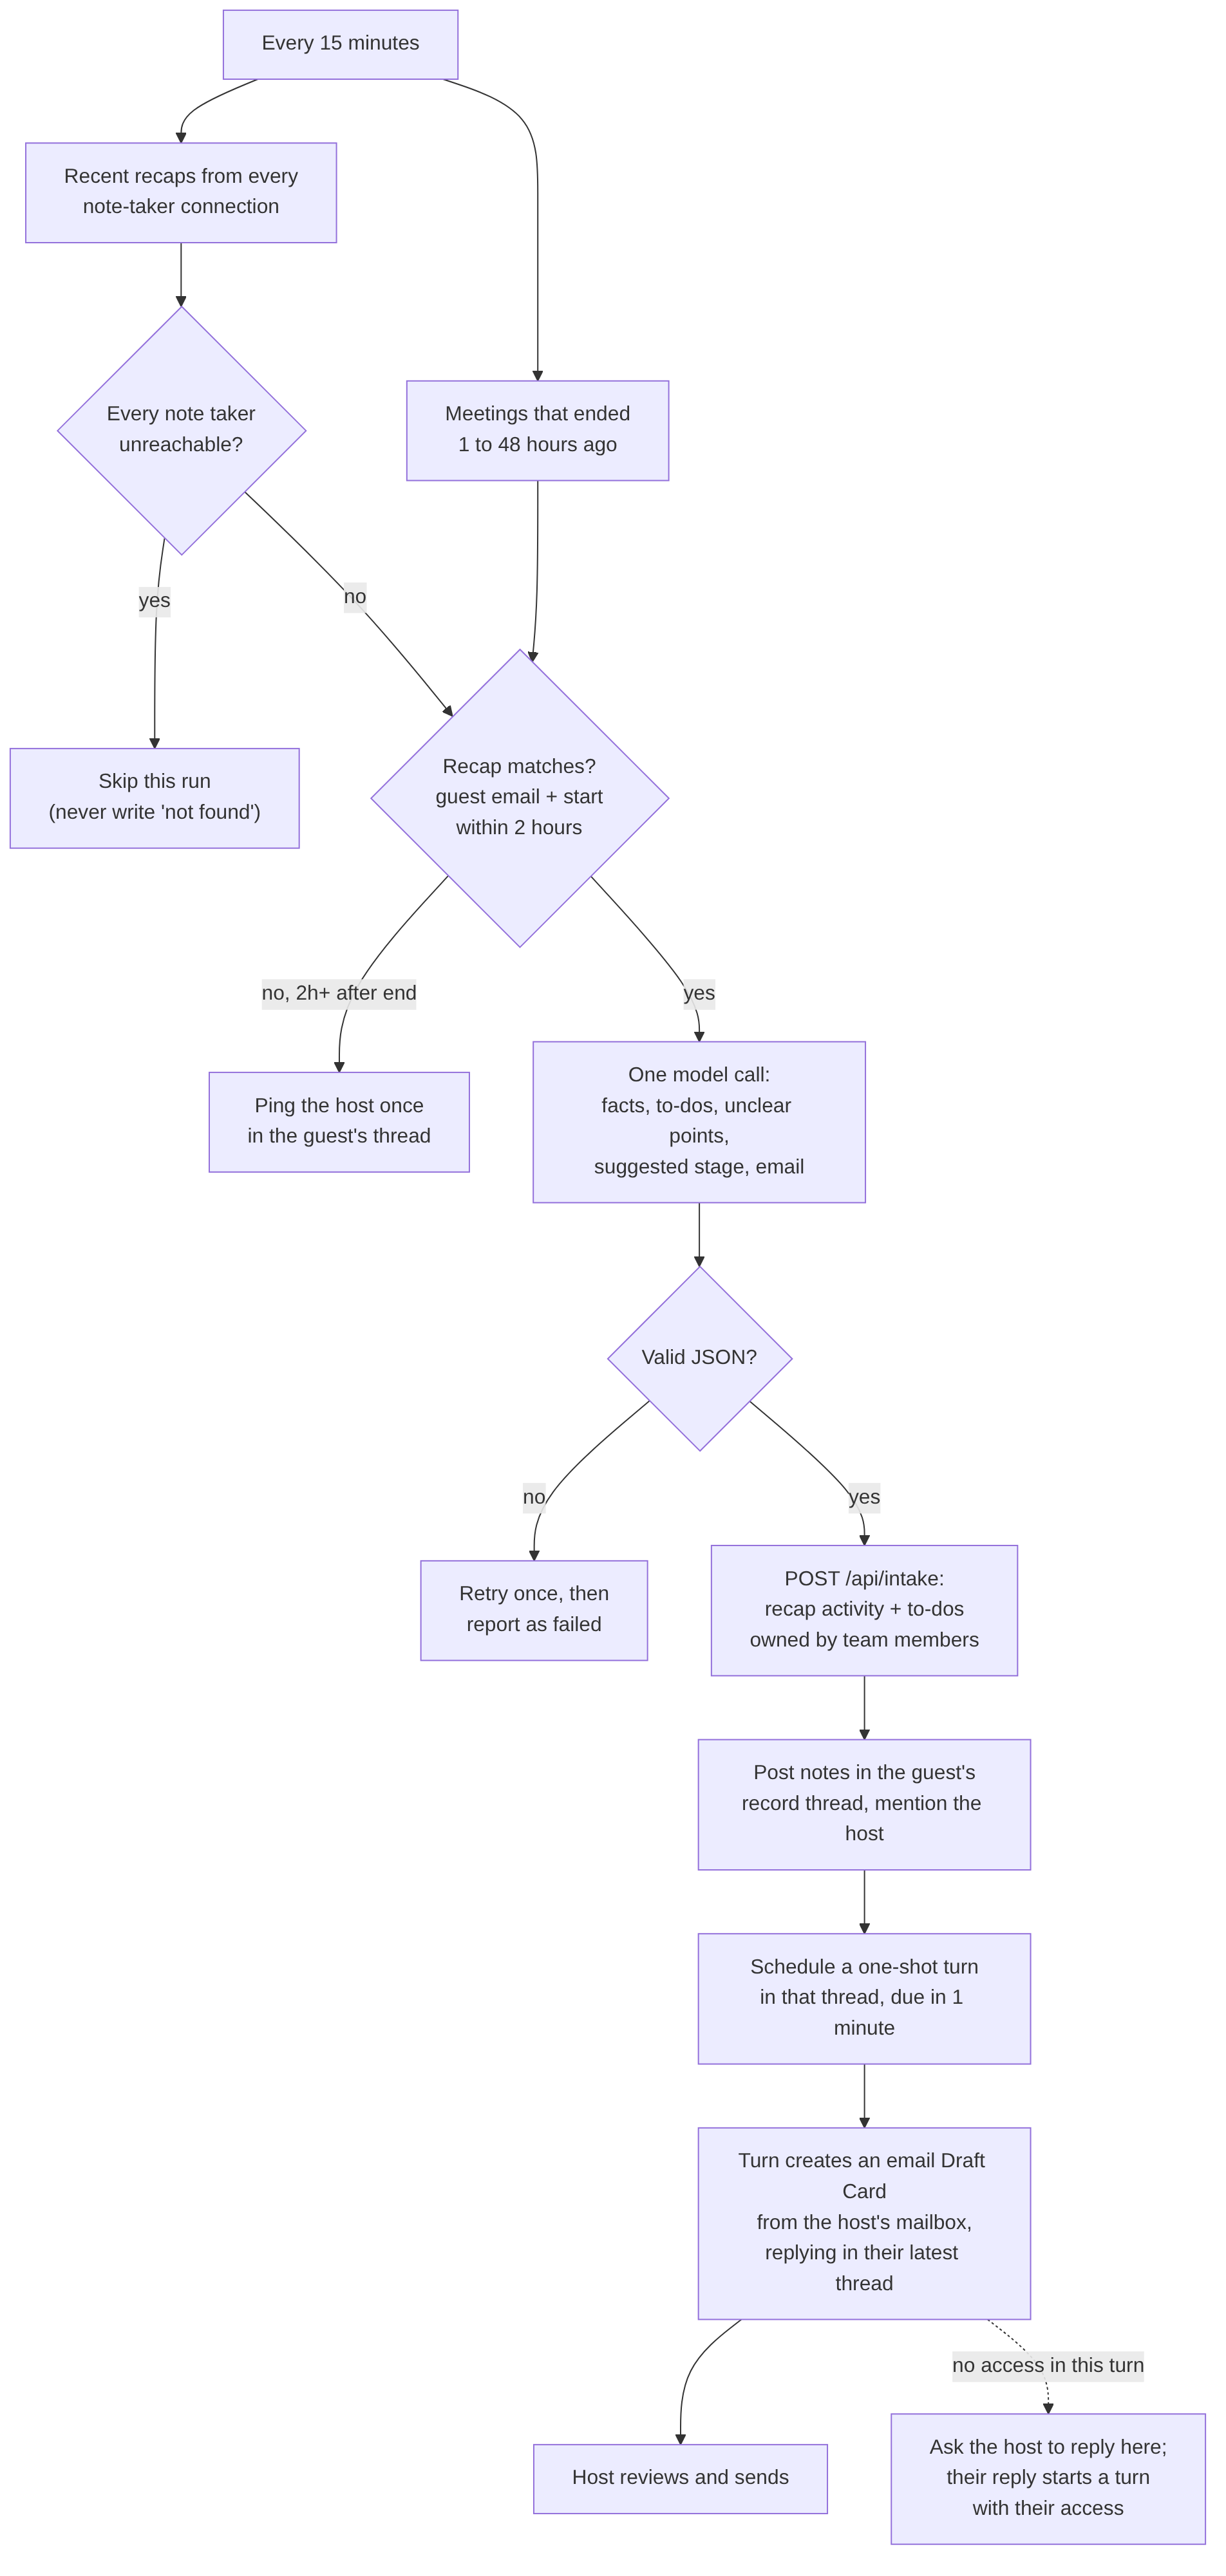 Every 15 minutes
Recent recaps from every
note-taker connection
Every note taker
unreachable?
Meetings that ended
1 to 48 hours ago
yes
no
Skip this run
(never write 'not found')
Recap matches?
guest email + start
within 2 hours
no, 2h+ after end
yes
Ping the host once
in the guest's thread
One model call:
facts, to-dos, unclear
points,
suggested stage, email
Valid JSON?
no
yes
Retry once, then
report as failed
POST /api/intake:
recap activity + to-dos
owned by team members
Post notes in the guest's
record thread, mention the
host
Schedule a one-shot turn
in that thread, due in 1
minute
Turn creates an email Draft
Card
from the host's mailbox,
replying in their latest
thread
no access in this turn
Host reviews and sends
Ask the host to reply here;
their reply starts a turn
with their access